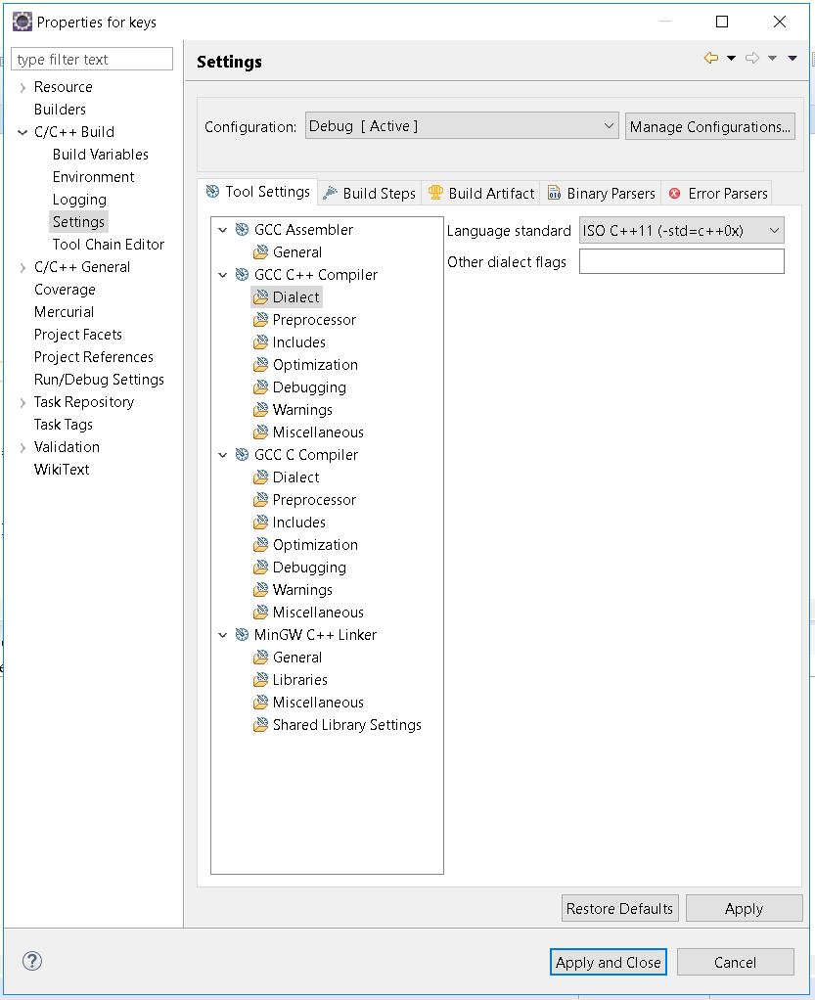 Properties for keys
type filter text
Resource
Builders
C/C++ Build
Build Variables
Environment
Logging
Settings
Tool Chain Editor
C/C++ General
Coverage
Mercurial
Project Facets
Project References
Run/Debug Settings
Task Repository
Task Tags
Validation
WikiText
Settings
Configuration: Debug [ Active ] Manage Configurations...
Tool Settings Build Steps Build Artifact Binary Parsers Error Parsers
GCC Assembler
General
GCC C++ Compiler
Dialect
Preprocessor
Includes
Optimization
Debugging
Warnings
Miscellaneous
GCC C Compiler
Dialect
Preprocessor
Includes
Optimization
Debugging
Warnings
Miscellaneous
MinGW C++ Linker
General
Libraries
Miscellaneous
Shared Library Settings
Language standard ISO C++11 (-std=c++0x)
Other dialect flags
Restore Defaults Apply
Apply and Close Cancel